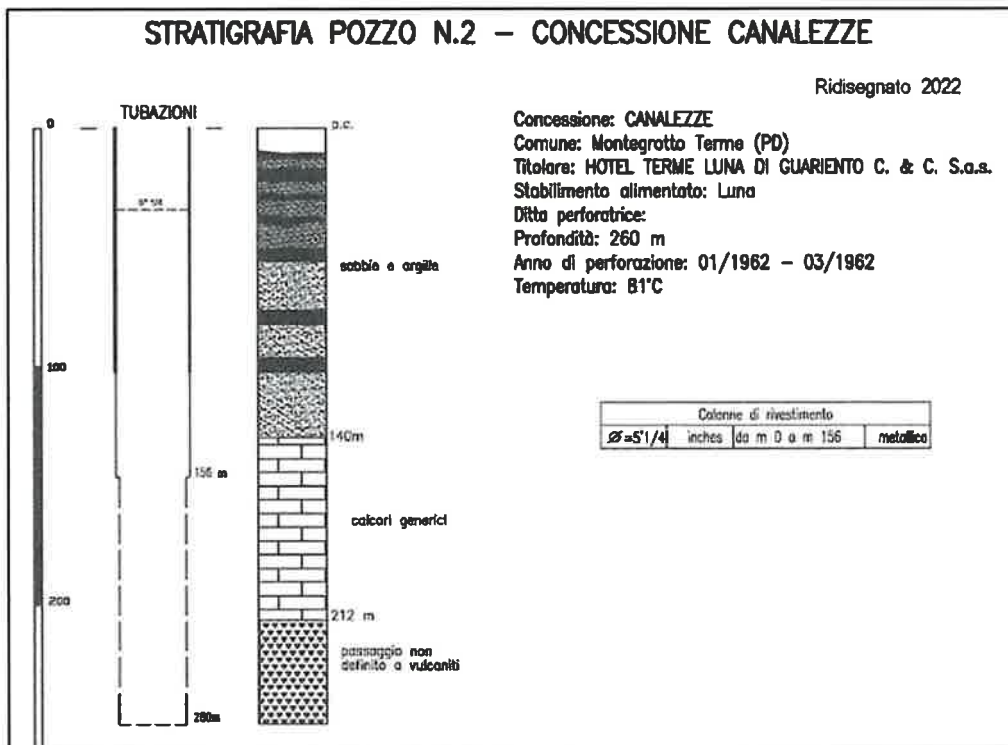 STRATIGRAFIA POZZO N.2 – CONCESSIONE CANALEZZE
Ridisegnato 2022
TUBAZIONI
0
p.c.
Concessione: CANALEZZE
Comune: Montegrotto Terme (PD)
Titolare: HOTEL TERME LUNA DI GUARIENTO C. & C. S.a.s.
Stabilimento alimentato: Luna
Ditta perforatrice:
Profondità: 260 m
Anno di perforazione: 01/1962 – 03/1962
Temperatura: 81°C
sabbia e argilla
100
Colonne di rivestimento
Ø=5"1/4 inches da m 0 a m 156 metallico
140m
156 m
calcari generici
200
212 m
passaggio non
definito a vulcaniti
260m